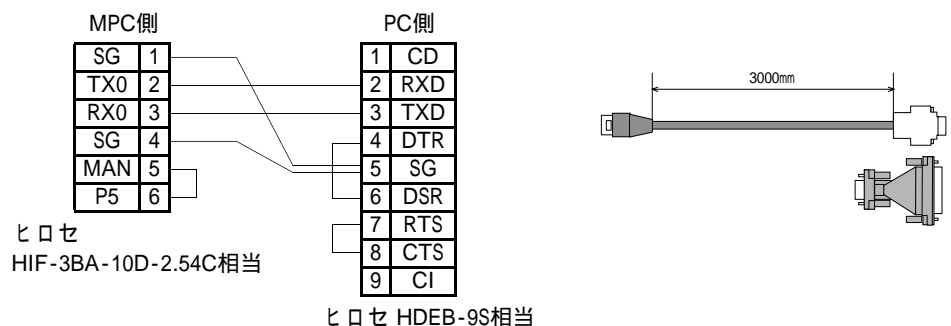 MPC側
SG 1
TX0 2
RX0 3
SG 4
MAN 5
P5 6
ヒロセ
HIF-3BA-10D-2.54C相当
PC側
1 CD
2 RXD
3 TXD
4 DTR
5 SG
6 DSR
7 RTS
8 CTS
9 CI
ヒロセ HDEB-9S相当
3000mm